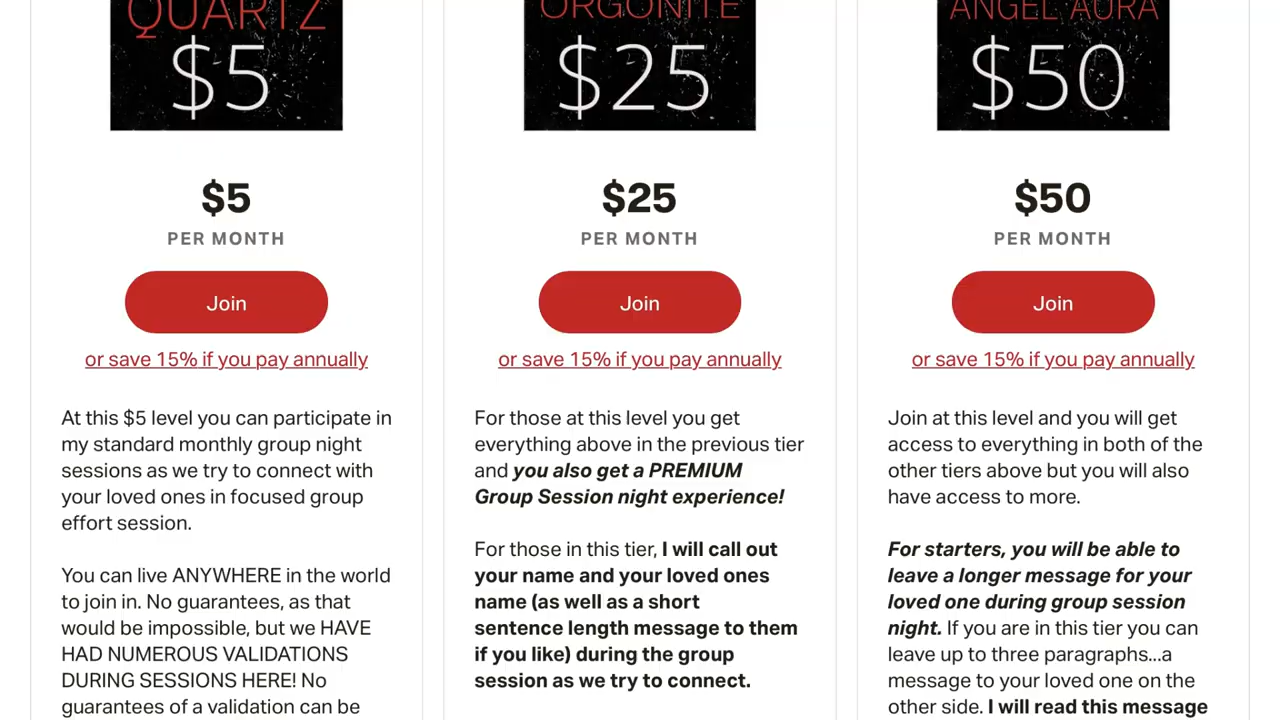 QUARTZ
$5
$5
PER MONTH
Join
or save 15% if you pay annually
At this $5 level you can participate in
my standard monthly group night
sessions as we try to connect with
your loved ones in focused group
effort session.
You can live ANYWHERE in the world
to join in. No guarantees, as that
would be impossible, but we HAVE
HAD NUMEROUS VALIDATIONS
DURING SESSIONS HERE! No
guarantees of a validation can be
ORGONITE
$25
$25
PER MONTH
Join
or save 15% if you pay annually
For those at this level you get
everything above in the previous tier
and you also get a PREMIUM
Group Session night experience!
For those in this tier, I will call out
your name and your loved ones
name (as well as a short
sentence length message to them
if you like) during the group
session as we try to connect.
ANGEL AURA
$50
$50
PER MONTH
Join
or save 15% if you pay annually
Join at this level and you will get
access to everything in both of the
other tiers above but you will also
have access to more.
For starters, you will be able to
leave a longer message for your
loved one during group session
night. If you are in this tier you can
leave up to three paragraphs...a
message to your loved one on the
other side. I will read this message